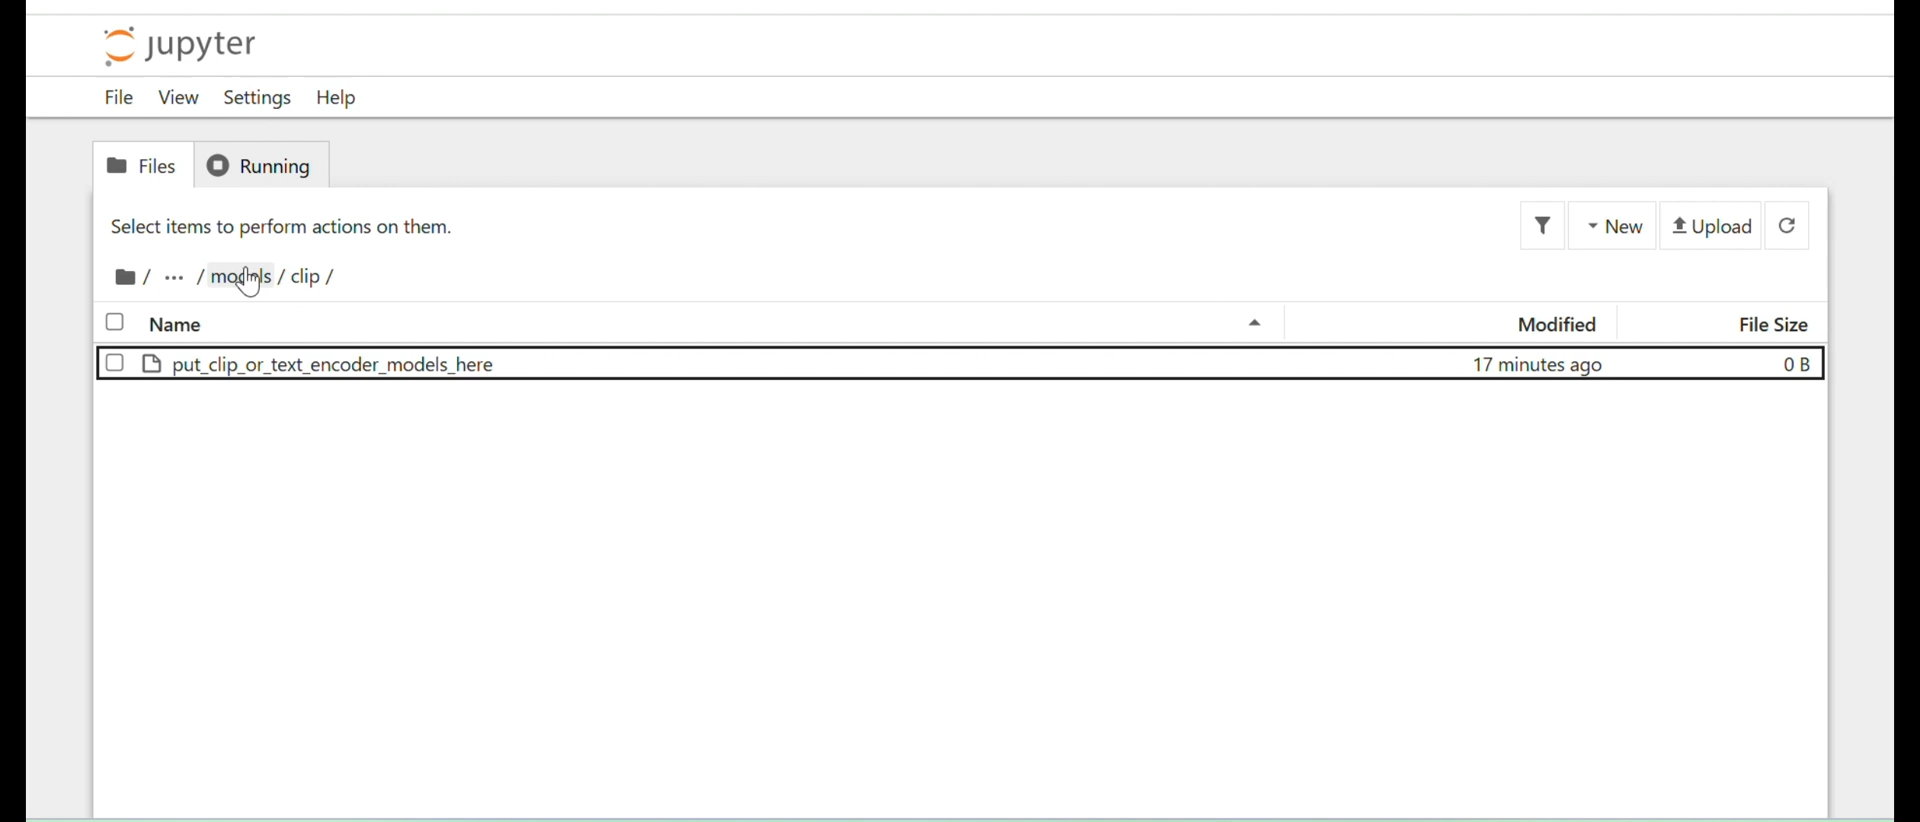 jupyter
File View Settings Help
Files Running
Select items to perform actions on them.
New Upload
/ ... / models / clip /
Name Modified File Size
put_clip_or_text_encoder_models_here 17 minutes ago 0 B